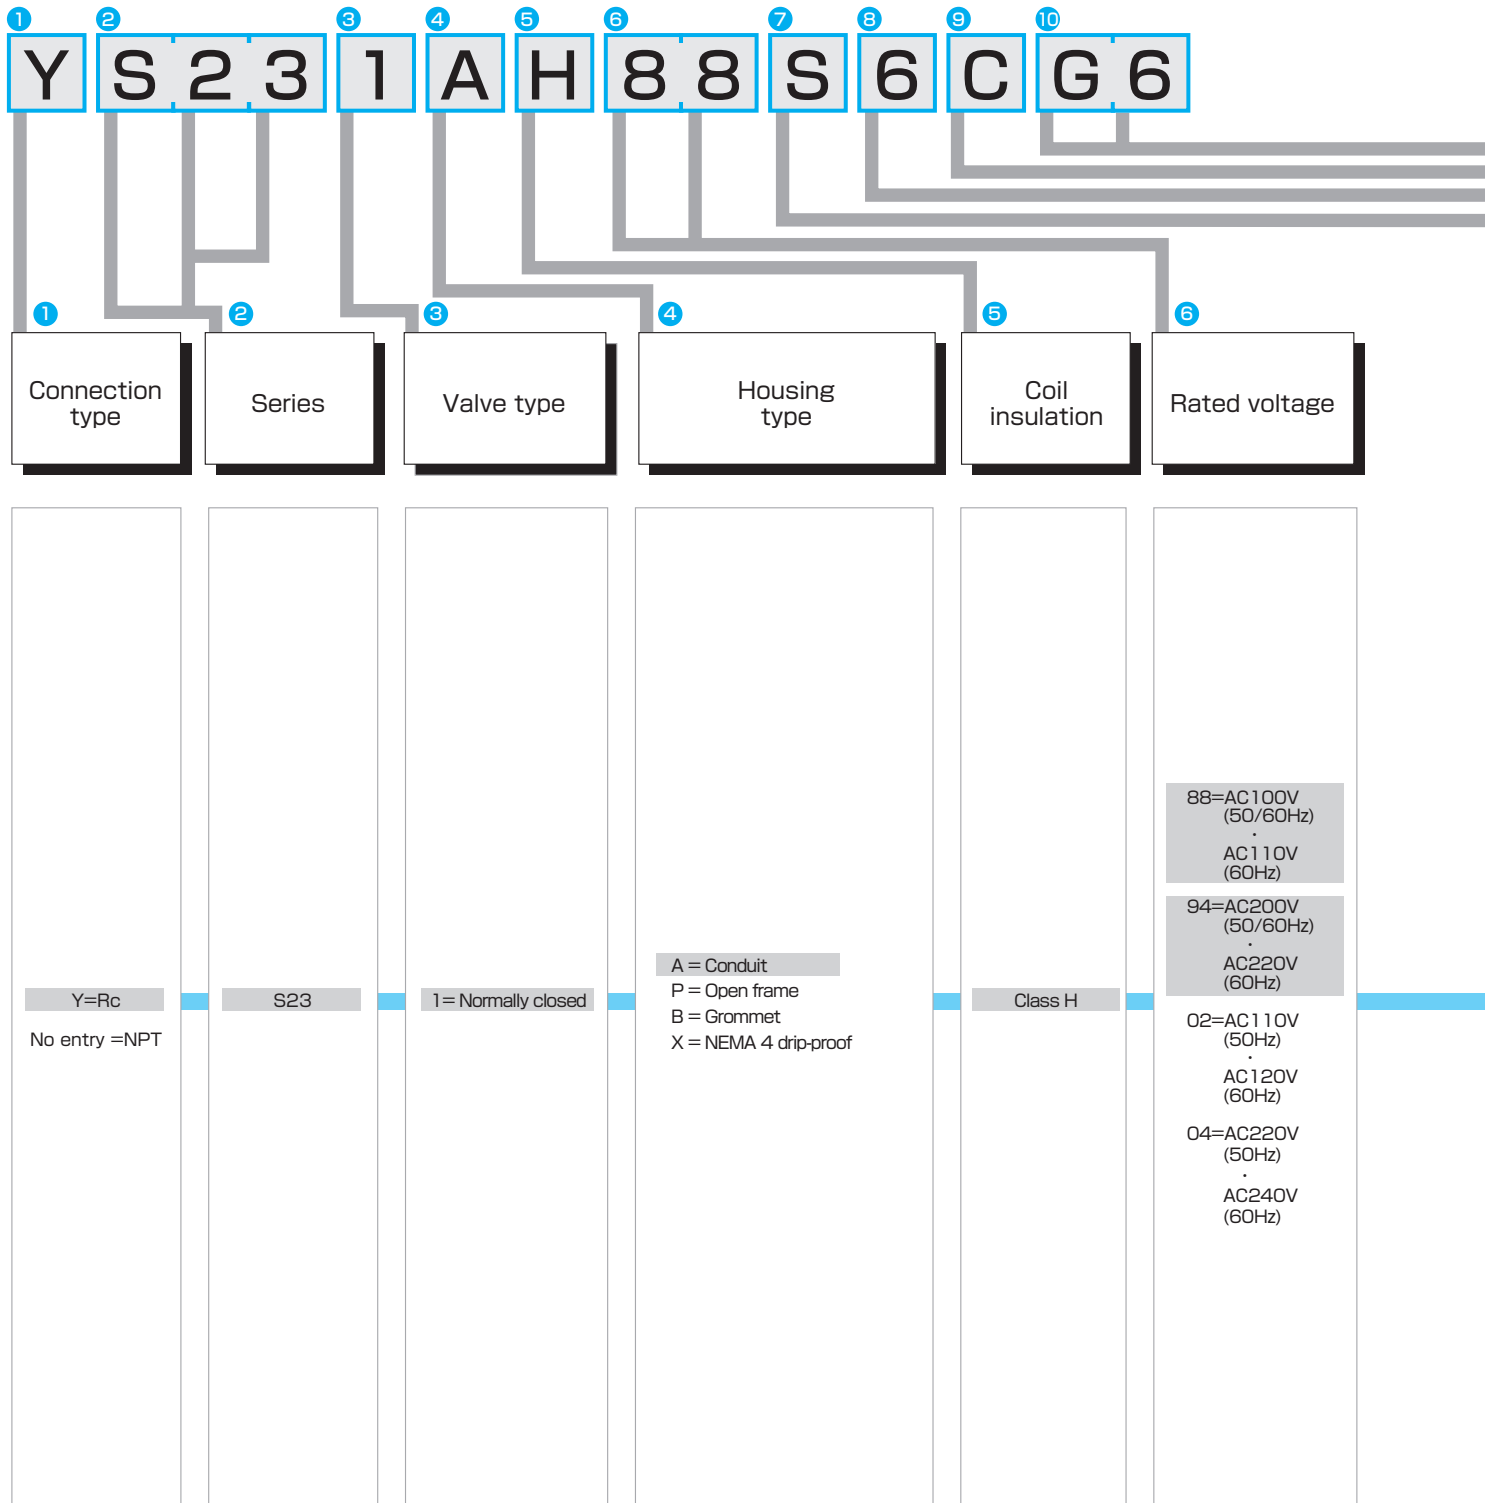 1 2 3 4 5 6 7 8 9 10
Y S 2 3 1 A H 8 8 S 6 C G 6
1 2 3 4 5 6
Connection
type
Series
Valve type
Housing
type
Coil
insulation
Rated voltage
Y=Rc
No entry =NPT
S23
1= Normally closed
A = Conduit
P = Open frame
B = Grommet
X = NEMA 4 drip-proof
Class H
88=AC100V
(50/60Hz)
·
AC110V
(60Hz)
94=AC200V
(50/60Hz)
·
AC220V
(60Hz)
02=AC110V
(50Hz)
·
AC120V
(60Hz)
04=AC220V
(50Hz)
·
AC240V
(60Hz)